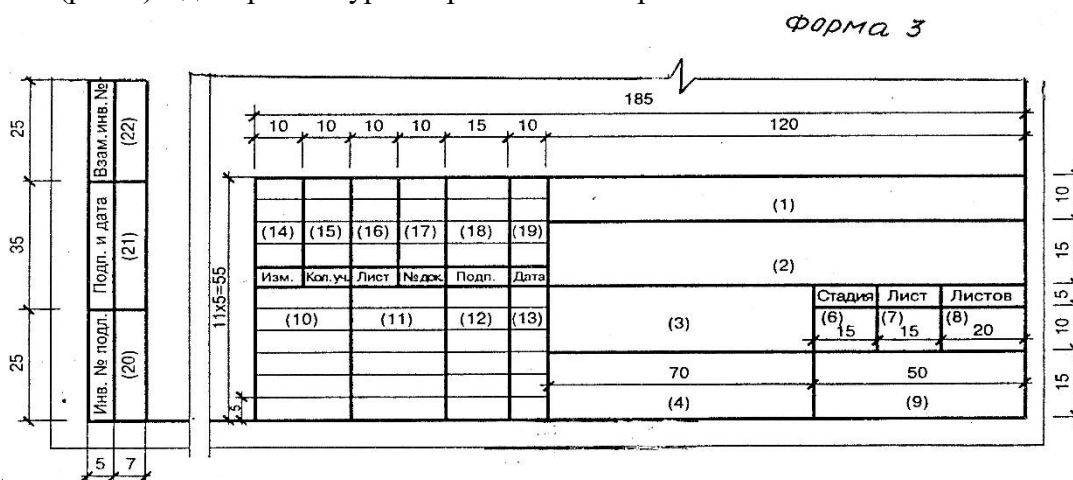 Форма 3
185
10 10 10 10 15 10 120
25 Взам. инв. № (22)
35 Подп. и дата (21)
25 Инв. № подл. (20)
5 7
11x5=55
5
(1) 10
(14) (15) (16) (17) (18) (19)
(2) 15
Изм. Кол.уч. Лист №док. Подп. Дата
Стадия Лист Листов 5
(10) (11) (12) (13) (3) (6) 15 (7) 15 (8) 20 10
70 50
(4) (9) 15